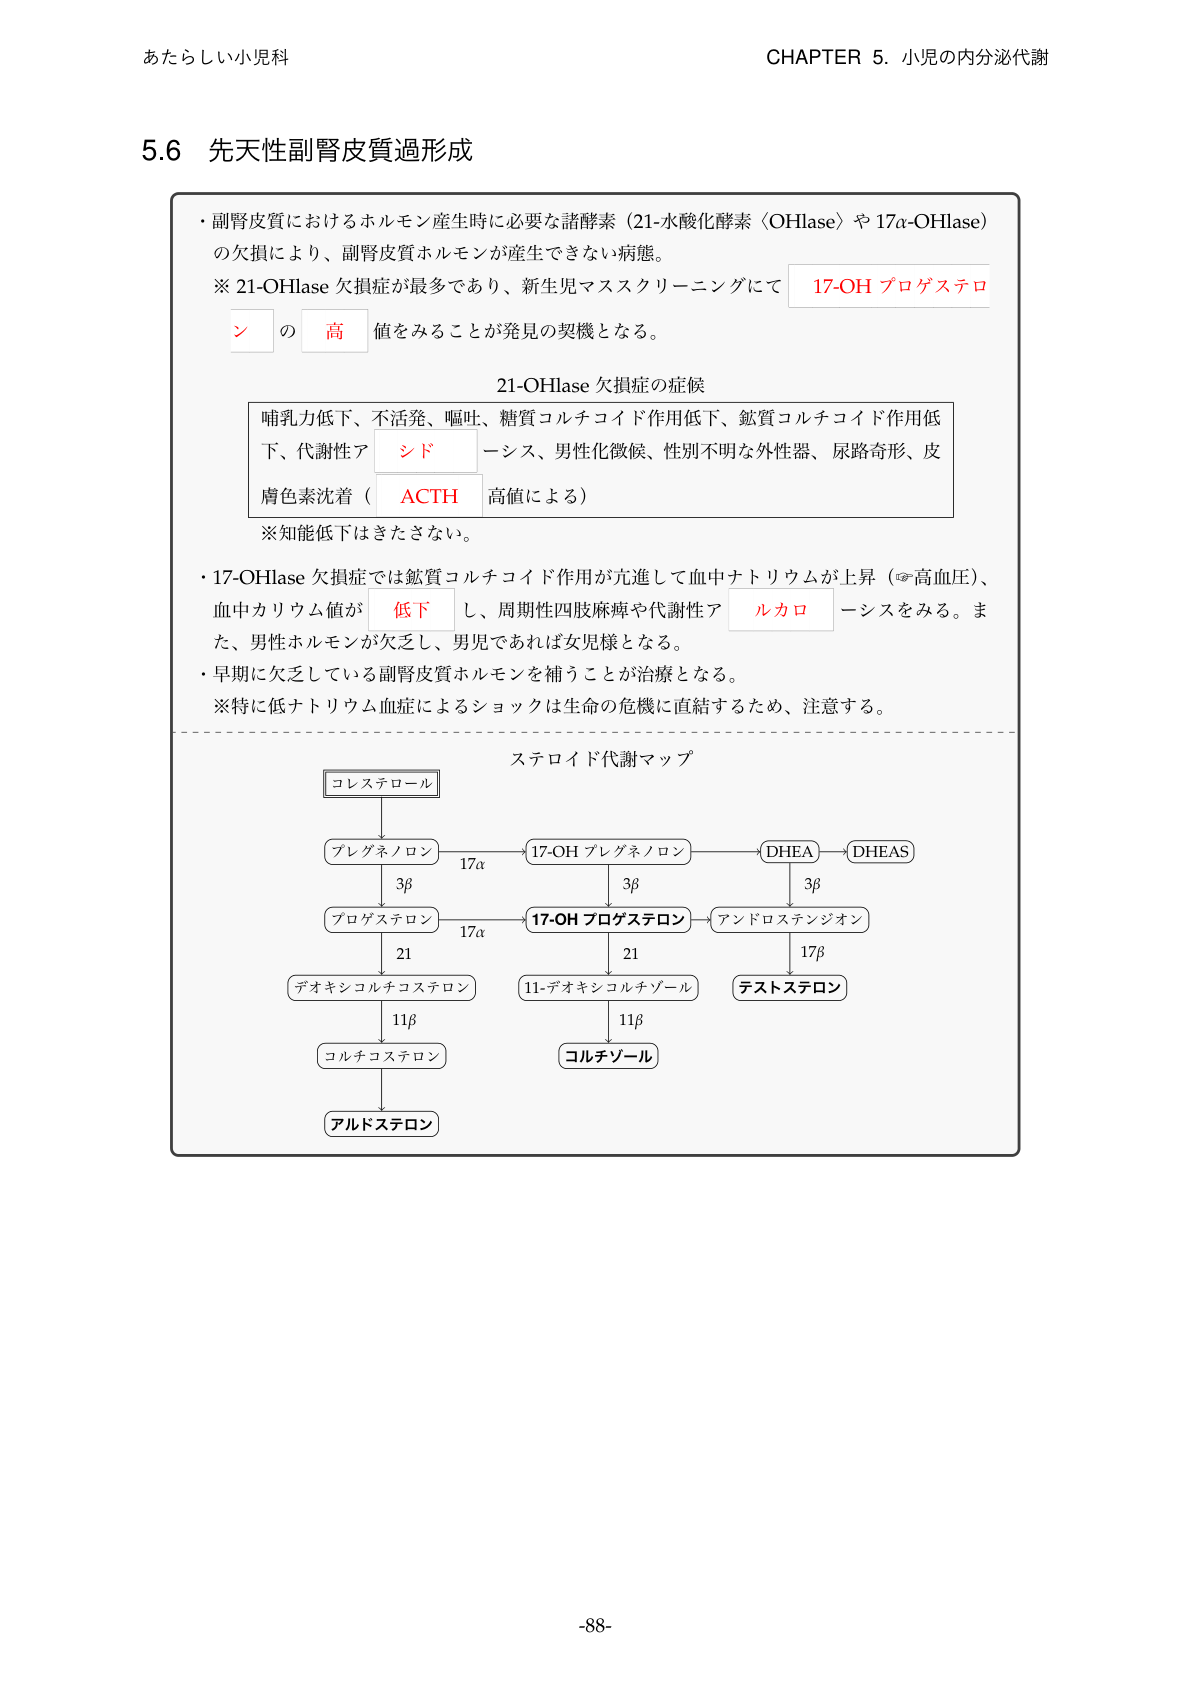 あたらしい小児科
CHAPTER 5. 小児の内分泌代謝
5.6 先天性副腎皮質過形成
・副腎皮質におけるホルモン産生時に必要な諸酵素（21-水酸化酵素〈OHlase〉や 17α-OHlase）
の欠損により、副腎皮質ホルモンが産生できない病態。
※ 21-OHlase 欠損症が最多であり、新生児マススクリーニングにて 17-OH プロゲステロ
ン の 高 値をみることが発見の契機となる。
21-OHlase 欠損症の症候
哺乳力低下、不活発、嘔吐、糖質コルチコイド作用低下、鉱質コルチコイド作用低
下、代謝性ア シド ーシス、男性化徴候、性別不明な外性器、尿路奇形、皮
膚色素沈着（ ACTH 高値による）
※知能低下はきたさない。
・17-OHlase 欠損症では鉱質コルチコイド作用が亢進して血中ナトリウムが上昇（☞高血圧）、
血中カリウム値が 低下 し、周期性四肢麻痺や代謝性ア ルカロ ーシスをみる。ま
た、男性ホルモンが欠乏し、男児であれば女児様となる。
・早期に欠乏している副腎皮質ホルモンを補うことが治療となる。
※特に低ナトリウム血症によるショックは生命の危機に直結するため、注意する。
ステロイド代謝マップ
コレステロール
プレグネノロン 17α 17-OH プレグネノロン DHEA DHEAS
3β 3β 3β
プロゲステロン 17α 17-OH プロゲステロン アンドロステンジオン
21 21 17β
デオキシコルチコステロン 11-デオキシコルチゾール テストステロン
11β 11β
コルチコステロン コルチゾール
アルドステロン
-88-